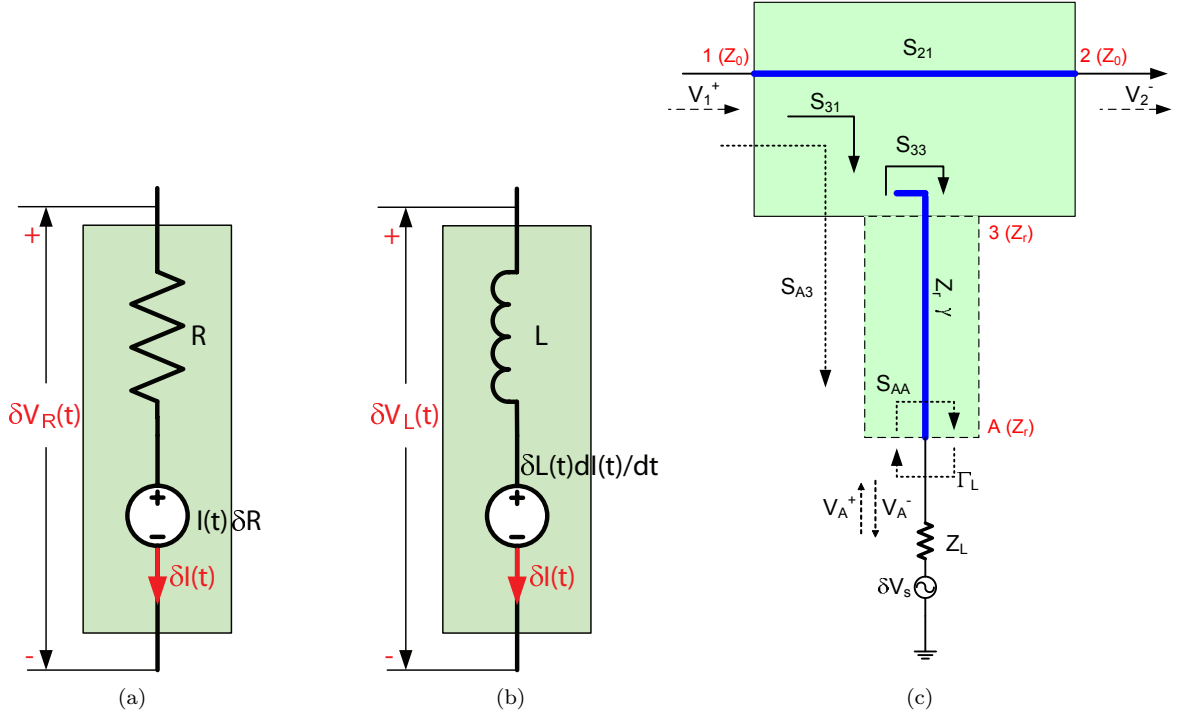 +
δV_R(t)
-
R
+
-
I(t) δR
δI(t)
(a)
+
δV_L(t)
-
L
δL(t)dI(t)/dt
+
-
δI(t)
(b)
1 (Z_0)
S_21
2 (Z_0)
V_1^+
V_2^-
S_31
S_33
3 (Z_r)
S_A3
Z_r γ
S_AA
A (Z_r)
Γ_L
V_A^+
V_A^-
Z_L
δV_s
(c)